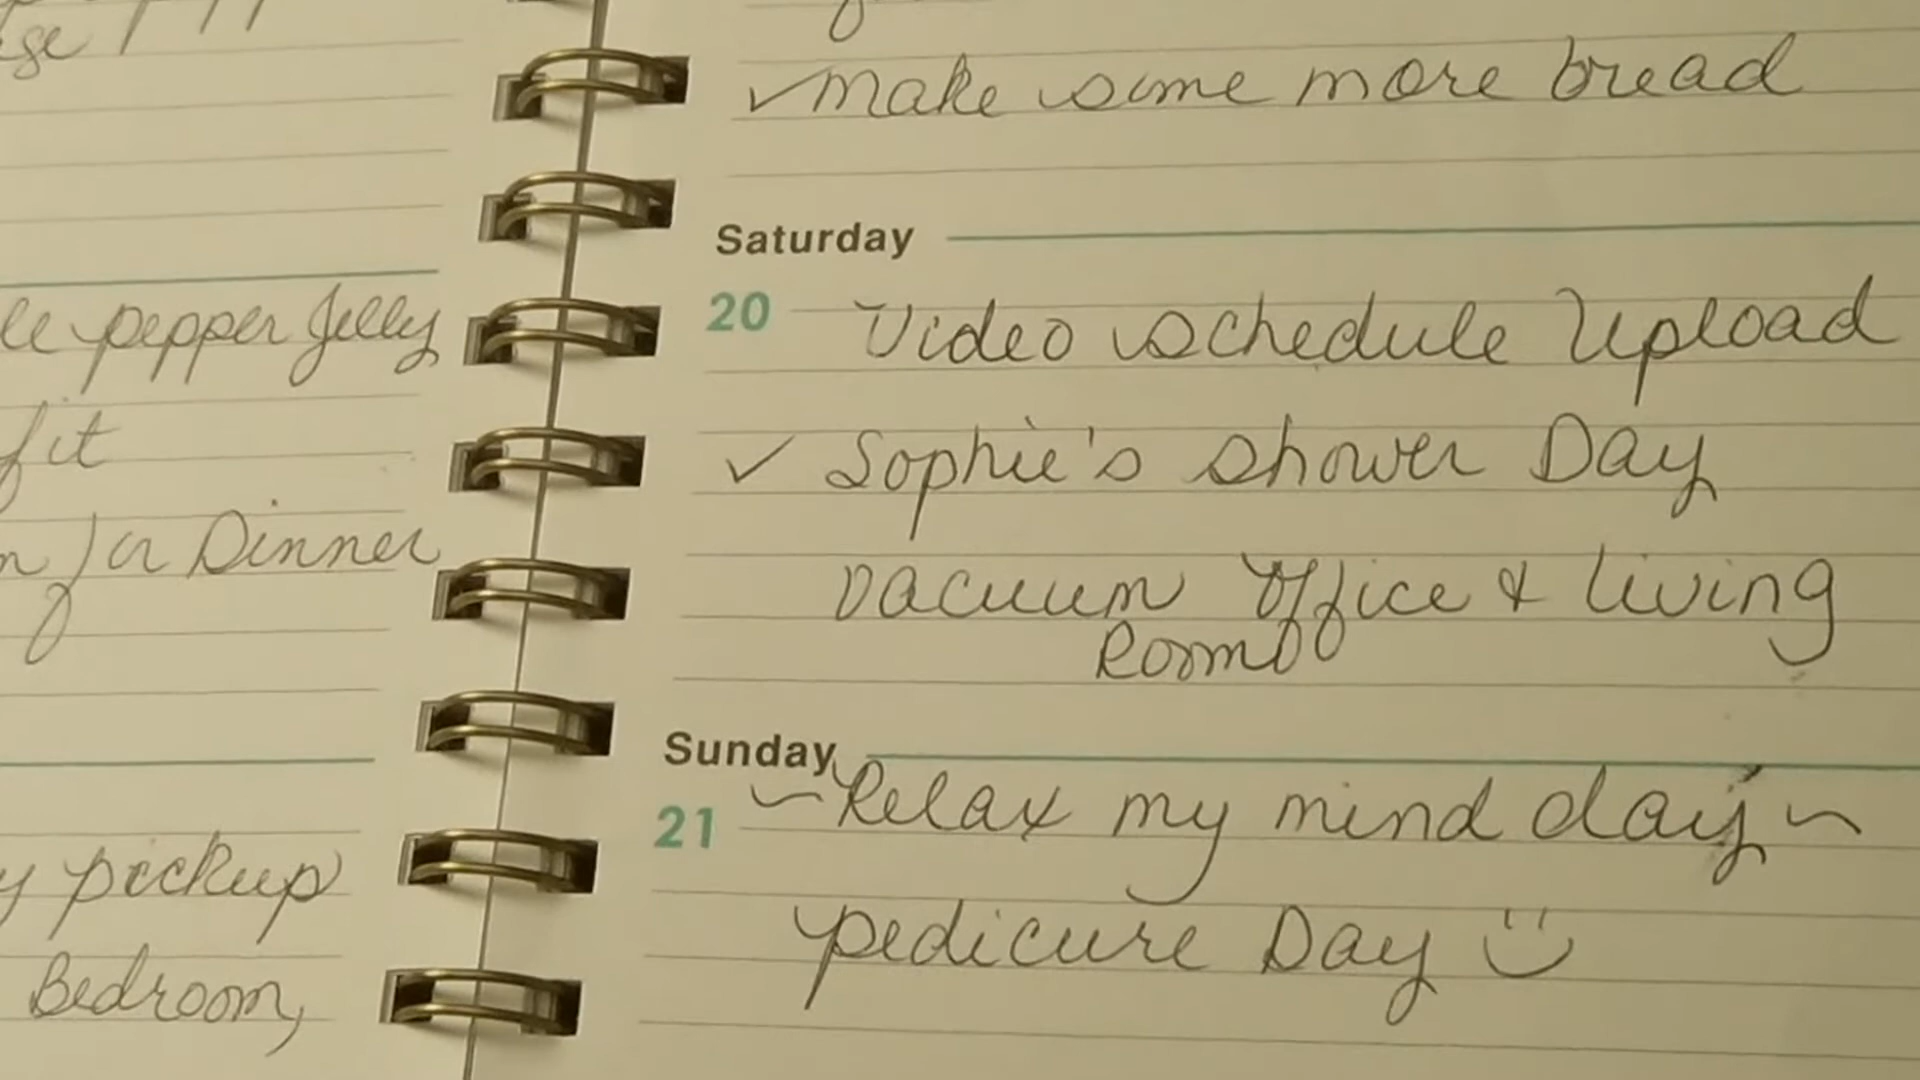 pepper Jelly
fit
Dinner
pickup
Bedroom,
✓ Make some more bread
Saturday
20 Video schedule Upload
✓ Sophie's shower Day
vacuum office & living
Room
Sunday
21 ~Relax my mind day~
pedicure Day